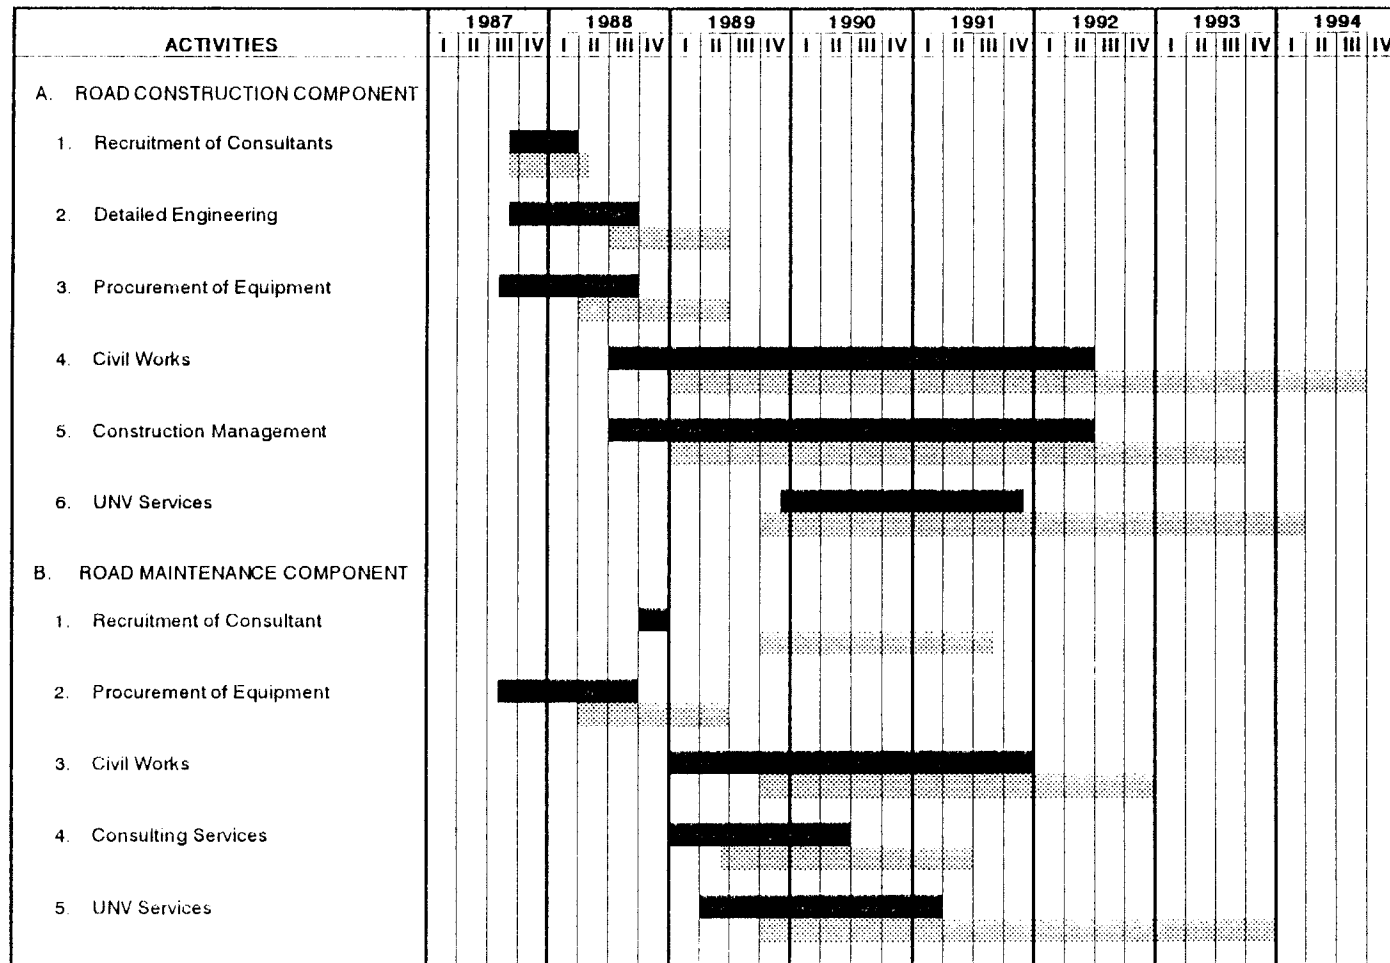 1987 1988 1989 1990 1991 1992 1993 1994
ACTIVITIES I II III IV I II III IV I II III IV I II III IV I II III IV I II III IV I II III IV I II III IV
A. ROAD CONSTRUCTION COMPONENT
1. Recruitment of Consultants
2. Detailed Engineering
3. Procurement of Equipment
4. Civil Works
5. Construction Management
6. UNV Services
B. ROAD MAINTENANCE COMPONENT
1. Recruitment of Consultant
2. Procurement of Equipment
3. Civil Works
4. Consulting Services
5. UNV Services